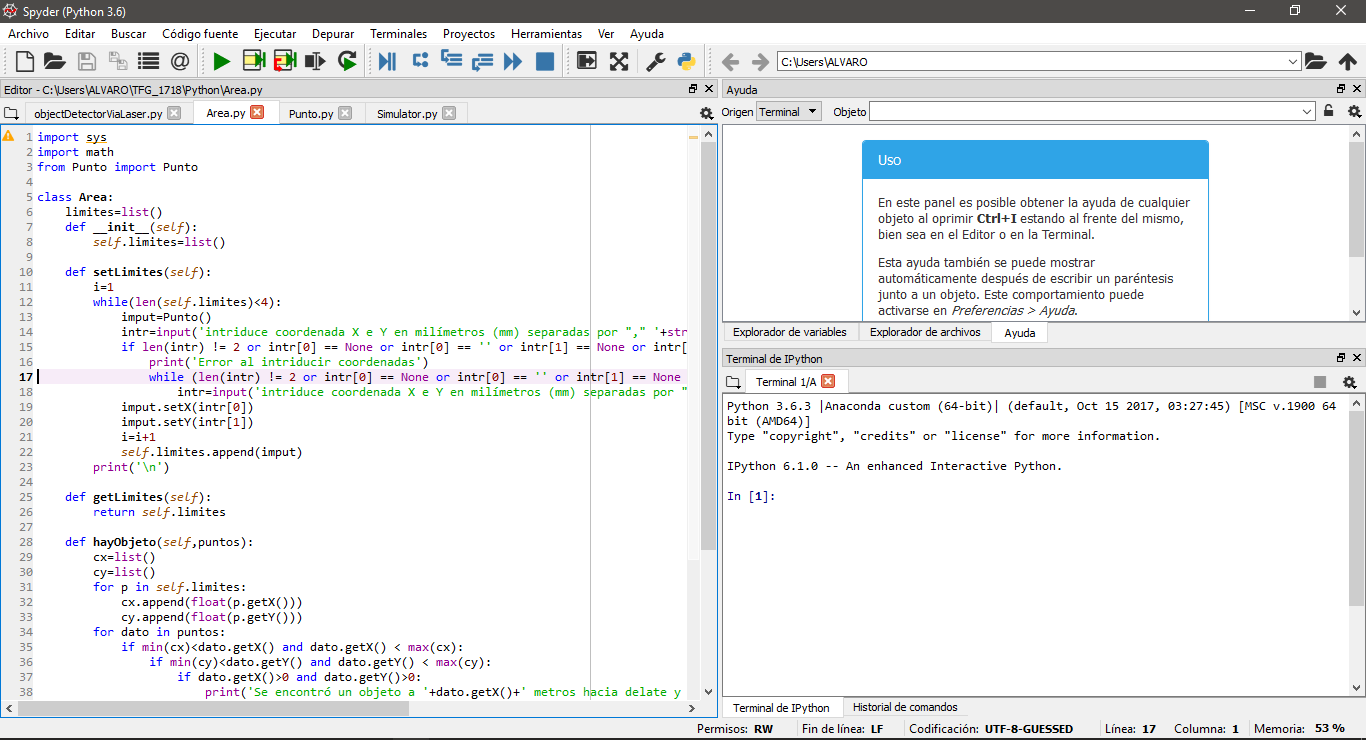 Spyder (Python 3.6)
Archivo Editar Buscar Código fuente Ejecutar Depurar Terminales Proyectos Herramientas Ver Ayuda
C:\Users\ALVARO
Editor - C:\Users\ALVARO\TFG_1718\Python\Area.py
objectDetectorViaLaser.py Area.py Punto.py Simulator.py
1 import sys
2 import math
3 from Punto import Punto
4
5 class Area:
6     limites=list()
7     def __init__(self):
8         self.limites=list()
9
10     def setLimites(self):
11         i=1
12         while(len(self.limites)<4):
13             imput=Punto()
14             intr=input('intriduce coordenada X e Y en milímetros (mm) separadas por "," '+str
15             if len(intr) != 2 or intr[0] == None or intr[0] == '' or intr[1] == None or intr[
16                 print('Error al intriducir coordenadas')
17                 while (len(intr) != 2 or intr[0] == None or intr[0] == '' or intr[1] == None
18                     intr=input('intriduce coordenada X e Y en milímetros (mm) separadas por "
19             imput.setX(intr[0])
20             imput.setY(intr[1])
21             i=i+1
22             self.limites.append(imput)
23         print('\n')
24
25     def getLimites(self):
26         return self.limites
27
28     def hayObjeto(self,puntos):
29         cx=list()
30         cy=list()
31         for p in self.limites:
32             cx.append(float(p.getX()))
33             cy.append(float(p.getY()))
34         for dato in puntos:
35             if min(cx)<dato.getX() and dato.getX() < max(cx):
36                 if min(cy)<dato.getY() and dato.getY() < max(cy):
37                     if dato.getX()>0 and dato.getY()>0:
38                         print('Se encontró un objeto a '+dato.getX()+' metros hacia delate y
Ayuda
Origen Terminal Objeto
Uso
En este panel es posible obtener la ayuda de cualquier
objeto al oprimir Ctrl+I estando al frente del mismo,
bien sea en el Editor o en la Terminal.
Esta ayuda también se puede mostrar
automáticamente después de escribir un paréntesis
junto a un objeto. Este comportamiento puede
activarse en Preferencias > Ayuda.
Explorador de variables Explorador de archivos Ayuda
Terminal de IPython
Terminal 1/A
Python 3.6.3 |Anaconda custom (64-bit)| (default, Oct 15 2017, 03:27:45) [MSC v.1900 64
bit (AMD64)]
Type "copyright", "credits" or "license" for more information.
IPython 6.1.0 -- An enhanced Interactive Python.
In [1]:
Terminal de IPython Historial de comandos
Permisos: RW Fin de línea: LF Codificación: UTF-8-GUESSED Línea: 17 Columna: 1 Memoria: 53 %